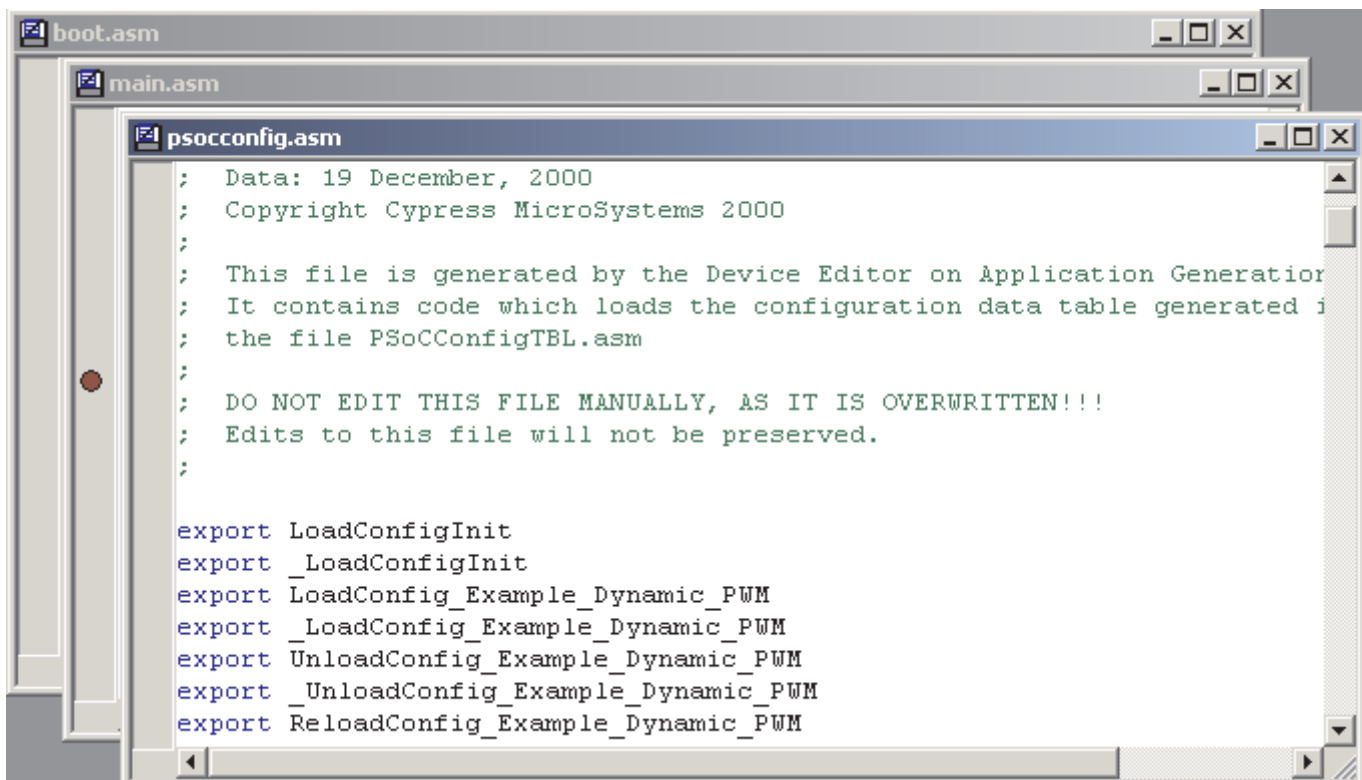 boot.asm
main.asm
psocconfig.asm
;  Data: 19 December, 2000
;  Copyright Cypress MicroSystems 2000
;
;  This file is generated by the Device Editor on Application Generation
;  It contains code which loads the configuration data table generated i
;  the file PSoCConfigTBL.asm
;
;  DO NOT EDIT THIS FILE MANUALLY, AS IT IS OVERWRITTEN!!!
;  Edits to this file will not be preserved.
;
export LoadConfigInit
export _LoadConfigInit
export LoadConfig_Example_Dynamic_PWM
export _LoadConfig_Example_Dynamic_PWM
export UnloadConfig_Example_Dynamic_PWM
export _UnloadConfig_Example_Dynamic_PWM
export ReloadConfig_Example_Dynamic_PWM